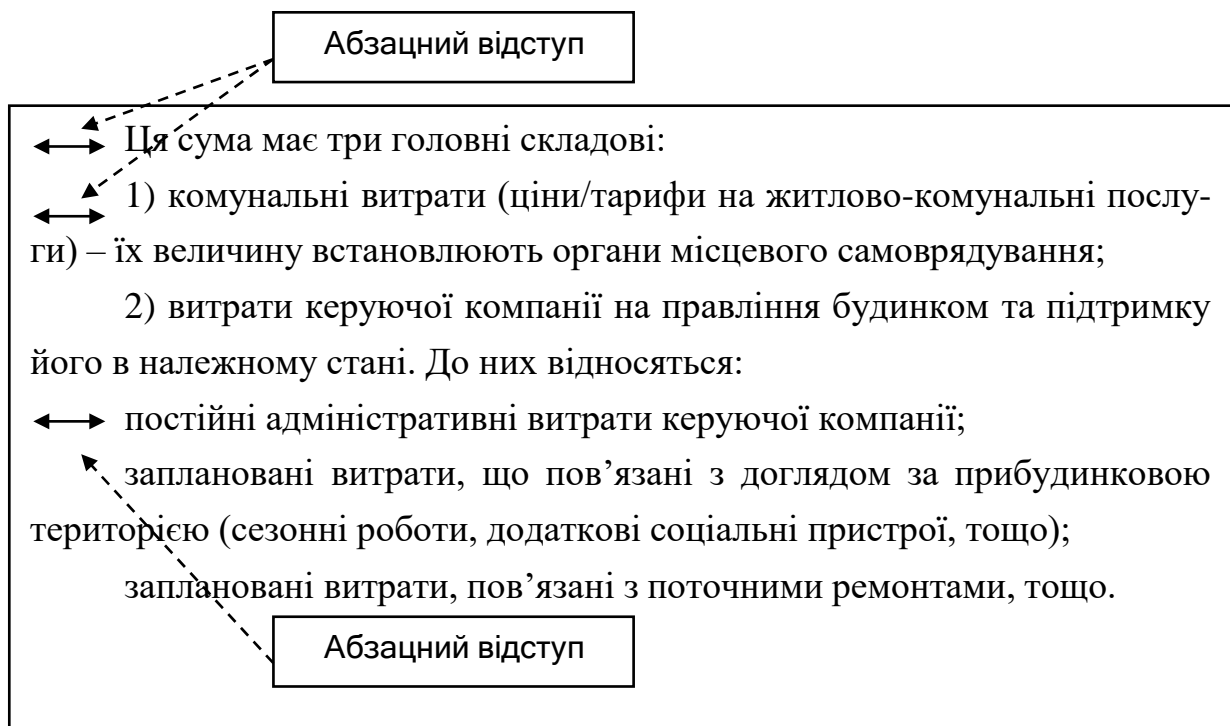 Абзацний відступ
Ця сума має три головні складові:
1) комунальні витрати (ціни/тарифи на житлово-комунальні послу-
ги) – їх величину встановлюють органи місцевого самоврядування;
2) витрати керуючої компанії на правління будинком та підтримку
його в належному стані. До них відносяться:
постійні адміністративні витрати керуючої компанії;
заплановані витрати, що пов’язані з доглядом за прибудинковою
територією (сезонні роботи, додаткові соціальні пристрої, тощо);
заплановані витрати, пов’язані з поточними ремонтами, тощо.
Абзацний відступ